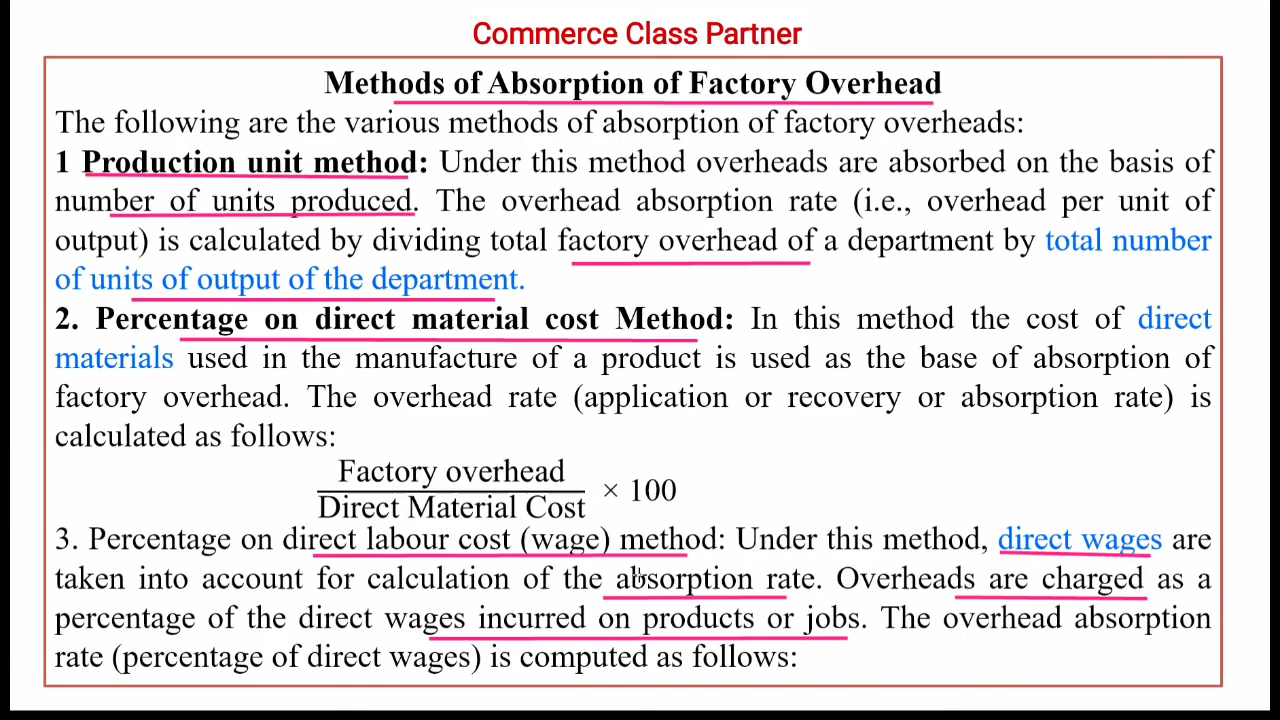 Commerce Class Partner
Methods of Absorption of Factory Overhead
The following are the various methods of absorption of factory overheads:
1 Production unit method: Under this method overheads are absorbed on the basis of
number of units produced. The overhead absorption rate (i.e., overhead per unit of
output) is calculated by dividing total factory overhead of a department by total number
of units of output of the department.
2. Percentage on direct material cost Method: In this method the cost of direct
materials used in the manufacture of a product is used as the base of absorption of
factory overhead. The overhead rate (application or recovery or absorption rate) is
calculated as follows:
Factory overhead
Direct Material Cost × 100
3. Percentage on direct labour cost (wage) method: Under this method, direct wages are
taken into account for calculation of the absorption rate. Overheads are charged as a
percentage of the direct wages incurred on products or jobs. The overhead absorption
rate (percentage of direct wages) is computed as follows: